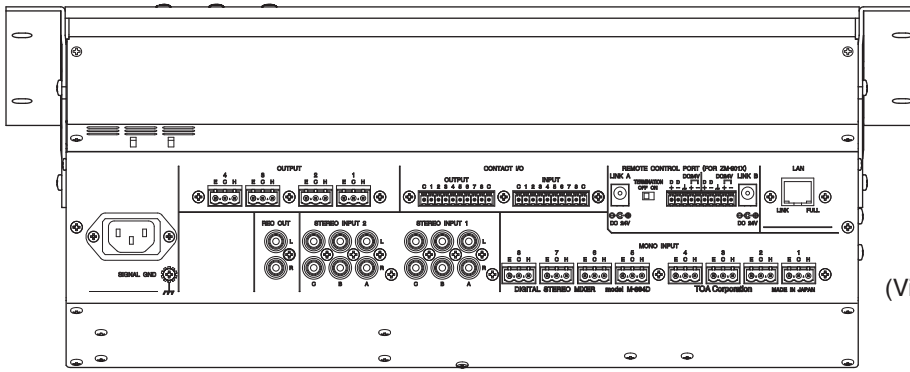 OUTPUT
4 3 2 1
E C H E C H E C H E C H
CONTACT I/O
OUTPUT INPUT
C 1 2 3 4 5 6 7 8 C C 1 2 3 4 5 6 7 8 C
REMOTE CONTROL PORT (FOR ZM-9011)
LINK A TERMINATION OFF ON D D DC24V D D DC24V LINK B
DC 24V DC 24V
LAN
LINK FULL
REC OUT STEREO INPUT 2 STEREO INPUT 1
L L L
R R R
C B A C B A
MONO INPUT
8 7 6 5 4 3 2 1
E C H E C H E C H E C H E C H E C H E C H E C H
SIGNAL GND
DIGITAL STEREO MIXER model M-864D TOA Corporation MADE IN JAPAN